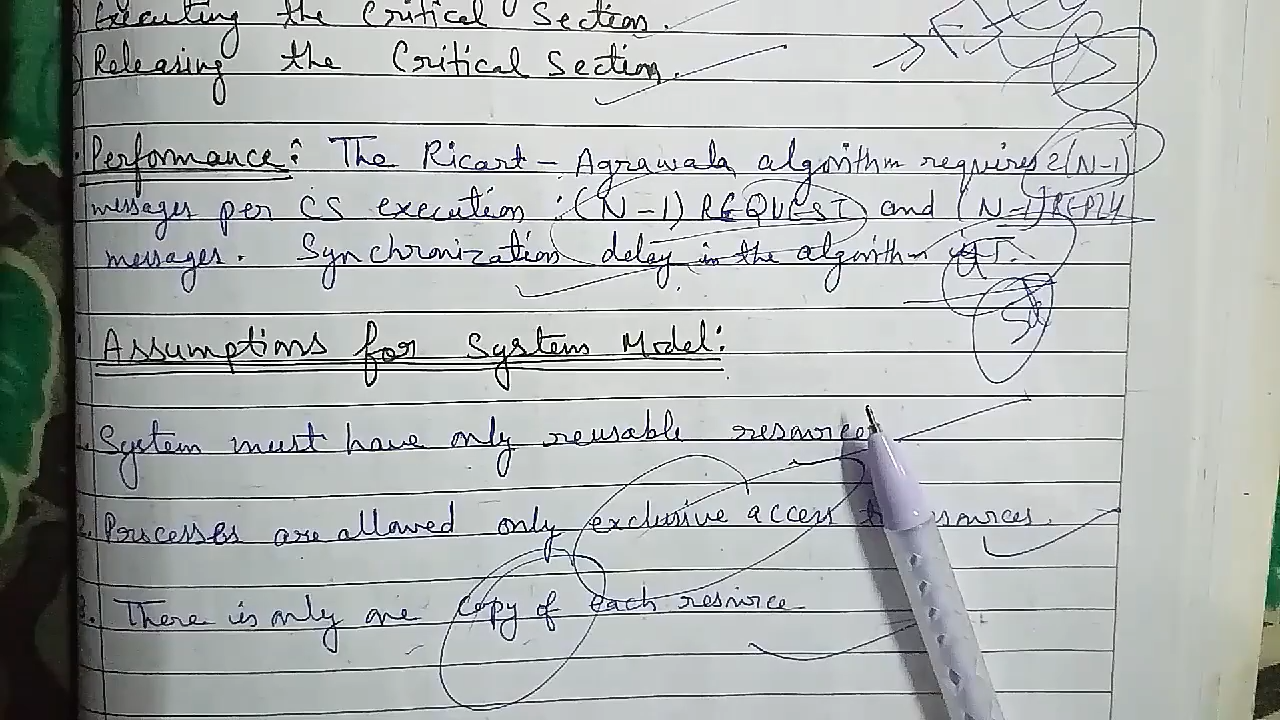 Executing the Critical Section.
Releasing the Critical Section.
Performance: The Ricart - Agrawala algorithm requires 2(N-1)
messages per CS execution : (N-1) REQUEST and (N-1) REPLY
messages. Synchronization delay in the algorithm is T.
Assumptions for System Model:
1. System must have only reusable resource
2. Processes are allowed only exclusive access to resources.
3. There is only one copy of each resource